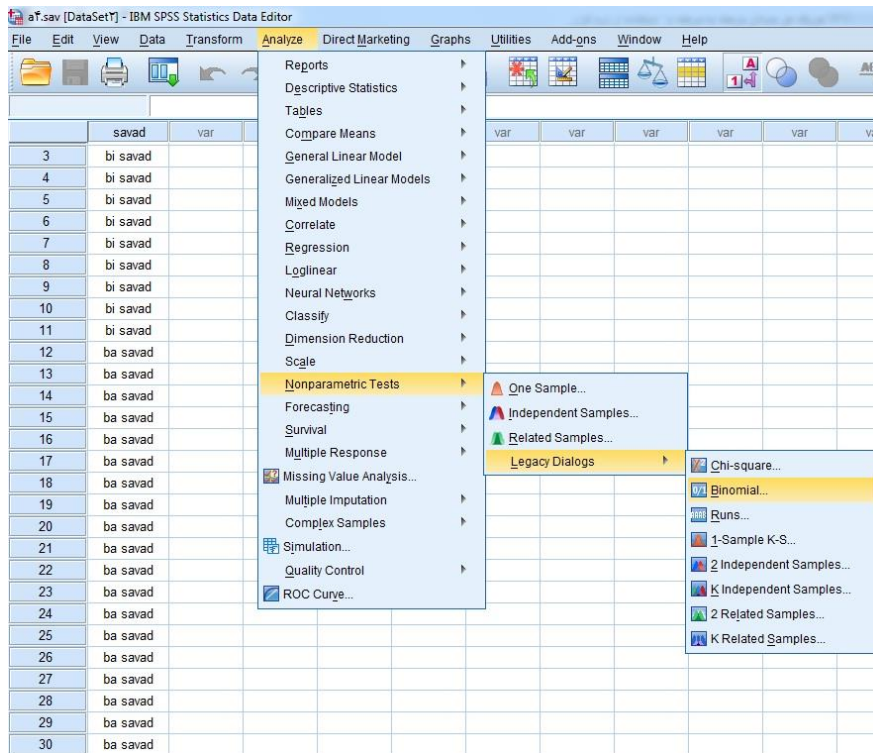 a۴.sav [DataSet۲] - IBM SPSS Statistics Data Editor
File Edit View Data Transform Analyze Direct Marketing Graphs Utilities Add-ons Window Help
Reports
Descriptive Statistics
Tables
Compare Means
General Linear Model
Generalized Linear Models
Mixed Models
Correlate
Regression
Loglinear
Neural Networks
Classify
Dimension Reduction
Scale
Nonparametric Tests
Forecasting
Survival
Multiple Response
Missing Value Analysis...
Multiple Imputation
Complex Samples
Simulation...
Quality Control
ROC Curve...
One Sample...
Independent Samples...
Related Samples...
Legacy Dialogs
Chi-square...
Binomial...
Runs...
1-Sample K-S...
2 Independent Samples...
K Independent Samples...
2 Related Samples...
K Related Samples...
savad var var var var var var
3 bi savad
4 bi savad
5 bi savad
6 bi savad
7 bi savad
8 bi savad
9 bi savad
10 bi savad
11 bi savad
12 ba savad
13 ba savad
14 ba savad
15 ba savad
16 ba savad
17 ba savad
18 ba savad
19 ba savad
20 ba savad
21 ba savad
22 ba savad
23 ba savad
24 ba savad
25 ba savad
26 ba savad
27 ba savad
28 ba savad
29 ba savad
30 ba savad